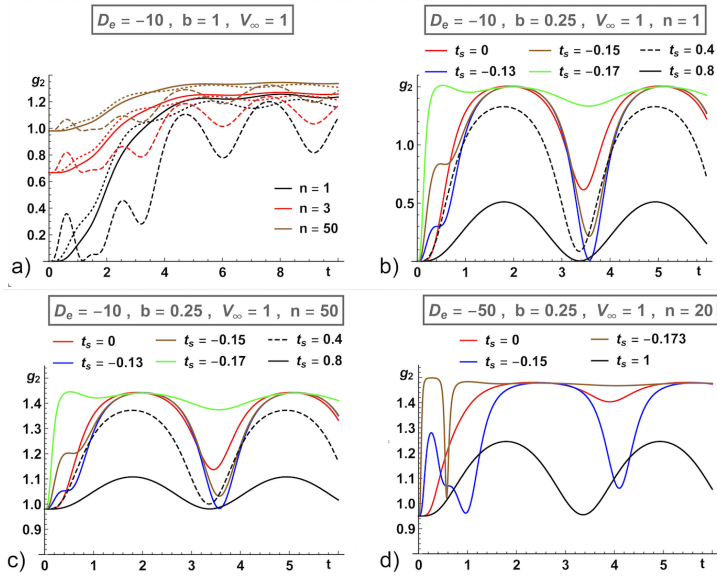 D_e = −10 , b = 1 , V_∞ = 1
g_2
1.2
1.0
0.8
0.6
0.4
0.2
0 2 4 6 8 t
n = 1
n = 3
n = 50
a)
D_e = −10 , b = 0.25 , V_∞ = 1 , n = 1
t_s = 0 t_s = −0.15 t_s = 0.4
t_s = −0.13 t_s = −0.17 t_s = 0.8
g_2
1.0
0.5
0 1 2 3 4 5 t
b)
D_e = −10 , b = 0.25 , V_∞ = 1 , n = 50
t_s = 0 t_s = −0.15 t_s = 0.4
t_s = −0.13 t_s = −0.17 t_s = 0.8
g_2
1.4
1.3
1.2
1.1
1.0
0.9
0 1 2 3 4 5 t
c)
D_e = −50 , b = 0.25 , V_∞ = 1 , n = 20
t_s = 0 t_s = −0.173
t_s = −0.15 t_s = 1
g_2
1.4
1.3
1.2
1.1
1.0
0.9
0 1 2 3 4 5 t
d)